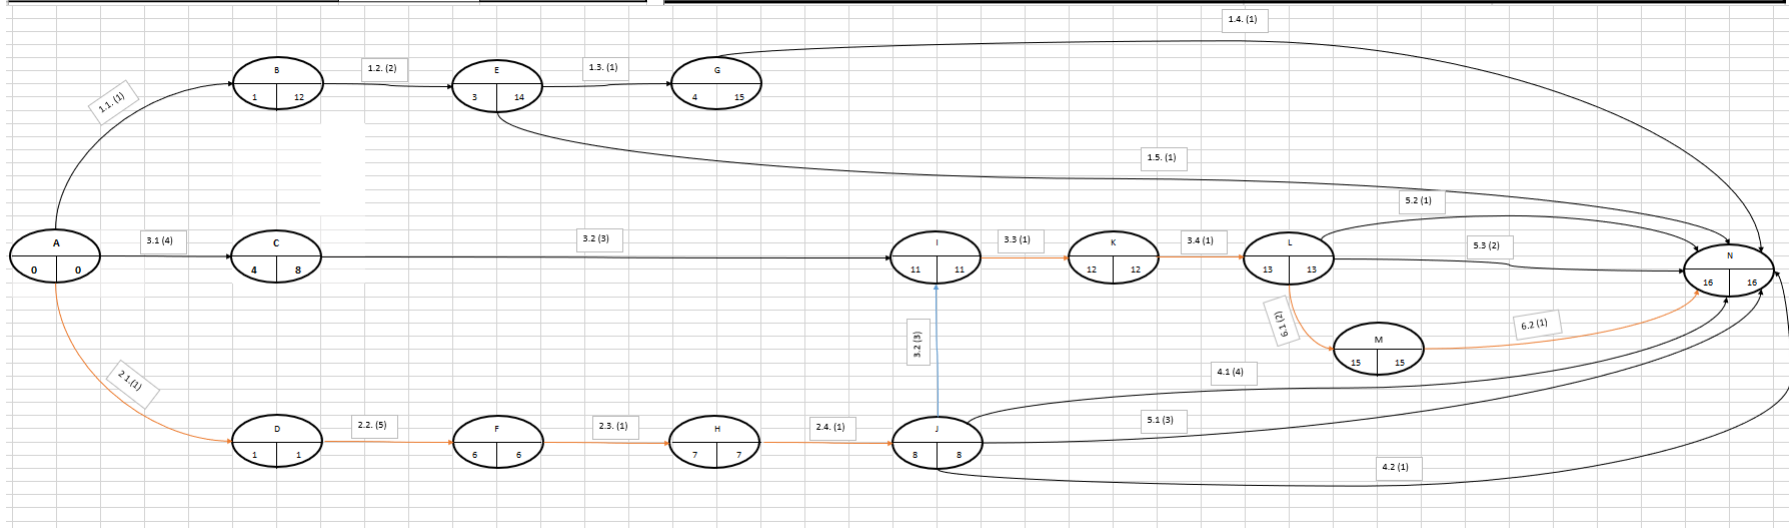 1.4. (1)
B
1 12
1.2. (2)
E
3 14
1.3. (1)
G
4 15
1.1. (1)
1.5. (1)
5.2 (1)
A
0 0
3.1 (4)
C
4 8
3.2 (3)
I
11 11
3.3 (1)
K
12 12
3.4 (1)
L
13 13
5.3 (2)
N
16 16
6.1 (2)
M
15 15
6.2 (1)
3.2 (3)
2.1.(1)
4.1 (4)
D
1 1
2.2. (5)
F
6 6
2.3. (1)
H
7 7
2.4. (1)
J
8 8
5.1 (3)
4.2 (1)